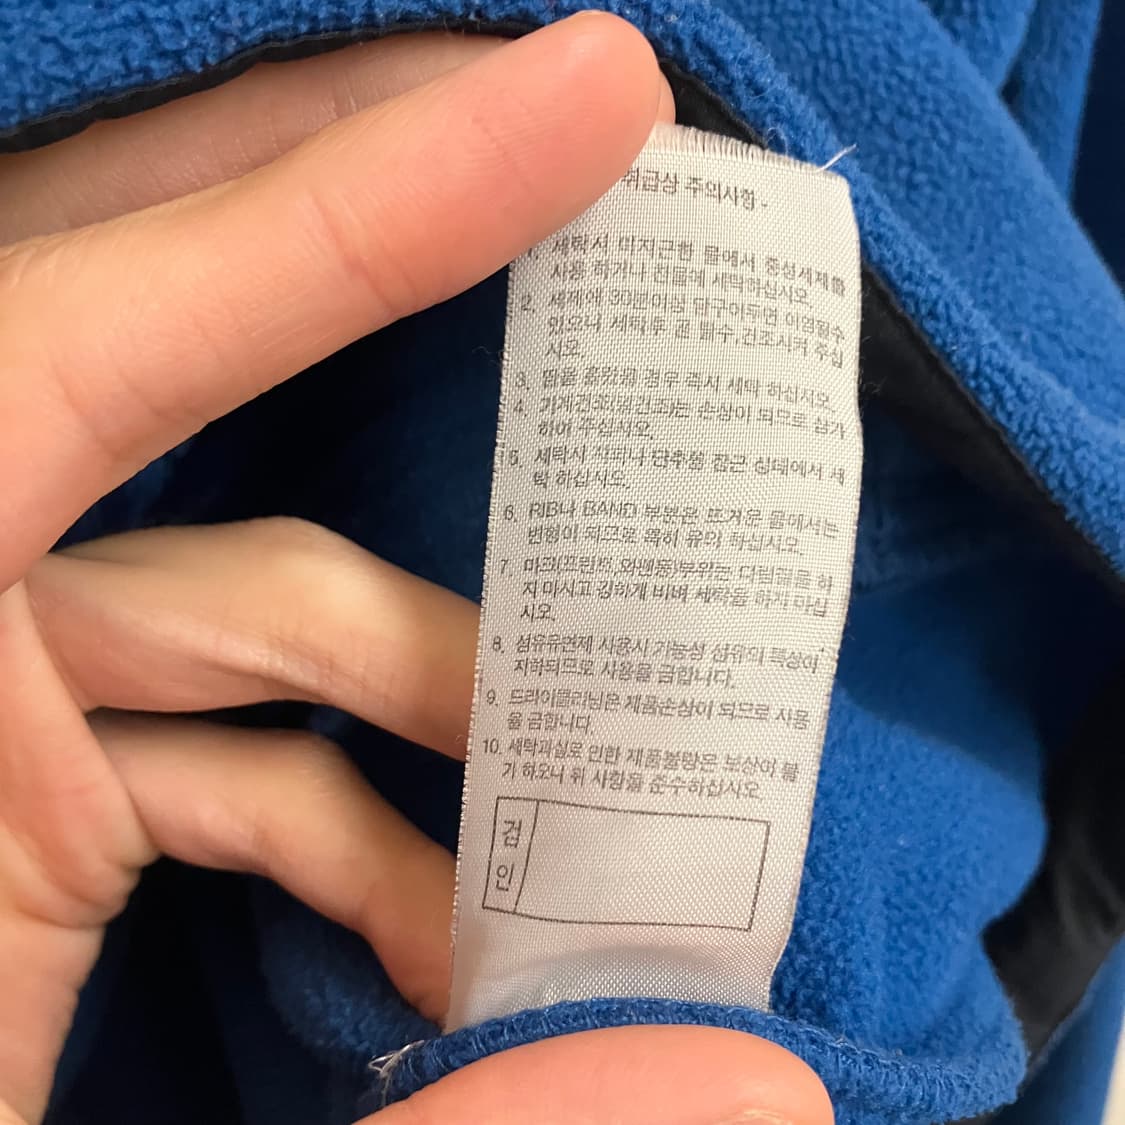 취급상 주의사항 -
1. 세탁시 미지근한 물에서 중성세제를
사용 하거나 찬물에 세탁하십시오.
2. 세제에 30분이상 담구어두면 이염될수
있으니 세탁후 곧 탈수,건조시켜 주십
시오.
3. 땀을 흘렸을 경우 즉시 세탁 하십시오.
4. 기계건조(열건조)는 손상이 되므로 삼가
하여 주십시오.
5. 세탁시 작꾸나 단추를 잠근 상태에서 세
탁 하십시오.
6. RIB나 BAND 부분은 뜨거운 물에서는
변형이 되므로 특히 유의 하십시오.
7. 마크(프린트,와펜등)부위는 다림질을 하
지 마시고 강하게 비벼 세탁을 하지 마십
시오.
8. 섬유유연제 사용시 기능성 섬유의 특성이
저하되므로 사용을 금합니다.
9. 드라이클리닝은 제품손상이 되므로 사용
을 금합니다.
10. 세탁과실로 인한 제품불량은 보상이 불
가 하오니 위 사항을 준수하십시오.
검
인